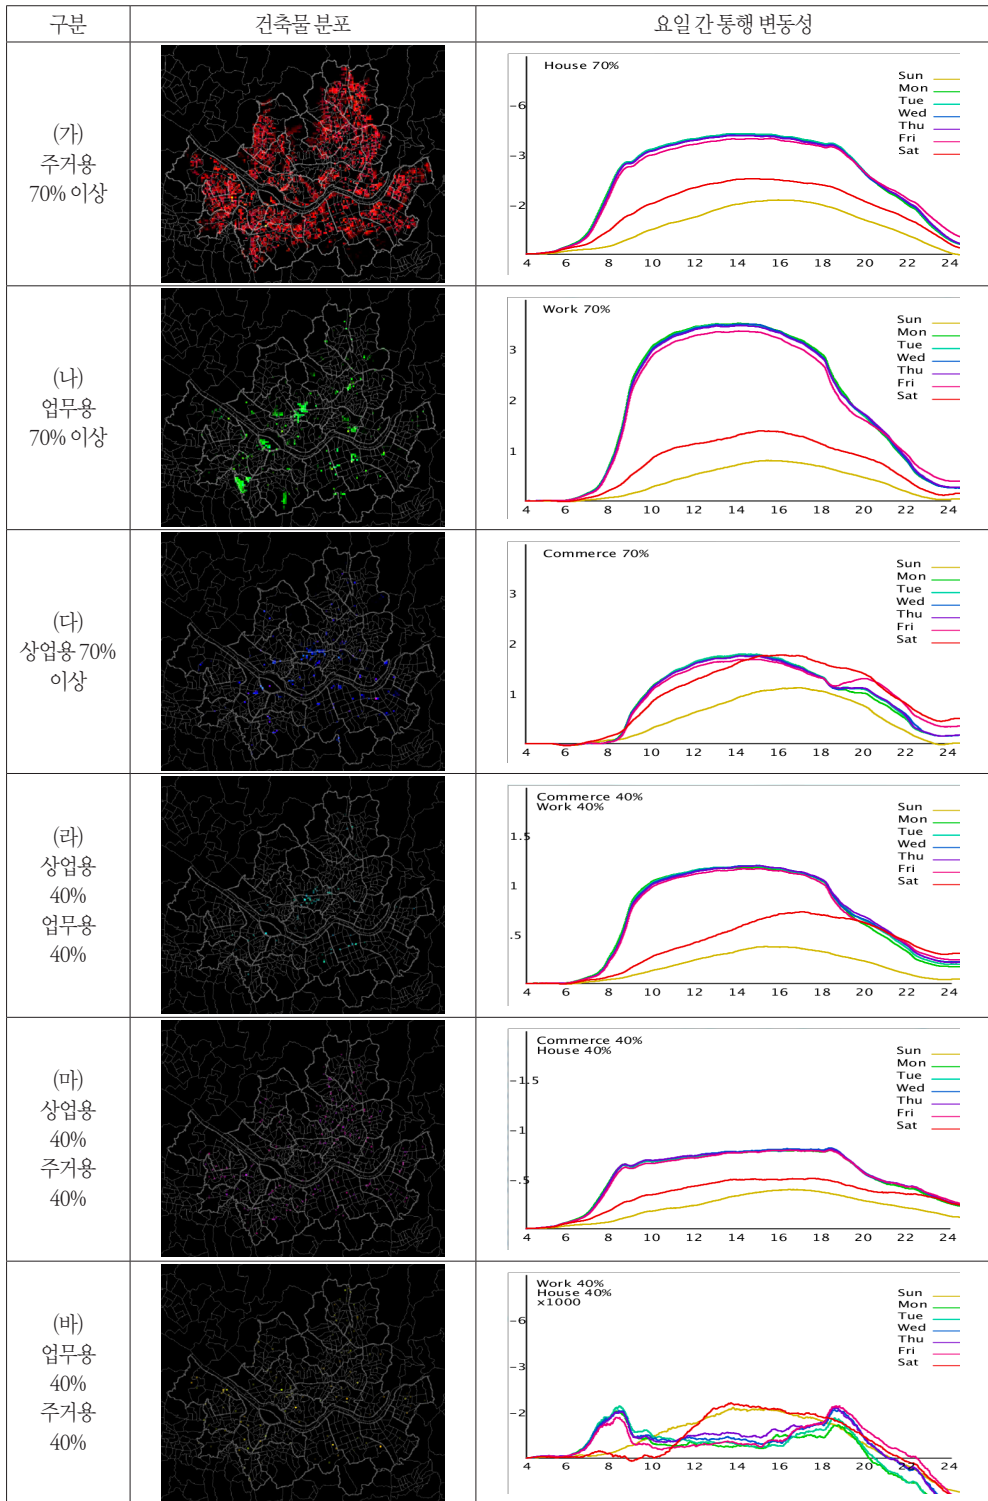 구분 건축물 분포 요일 간 통행 변동성
(가)
주거용
70% 이상
House 70%
Sun
Mon
Tue
Wed
Thu
Fri
Sat
-6
-3
-2
4 6 8 10 12 14 16 18 20 22 24
(나)
업무용
70% 이상
Work 70%
Sun
Mon
Tue
Wed
Thu
Fri
Sat
3
2
1
4 6 8 10 12 14 16 18 20 22 24
(다)
상업용 70%
이상
Commerce 70%
Sun
Mon
Tue
Wed
Thu
Fri
Sat
3
2
1
4 6 8 10 12 14 16 18 20 22 24
(라)
상업용
40%
업무용
40%
Commerce 40%
Work 40%
Sun
Mon
Tue
Wed
Thu
Fri
Sat
1.5
1
.5
4 6 8 10 12 14 16 18 20 22 24
(마)
상업용
40%
주거용
40%
Commerce 40%
House 40%
Sun
Mon
Tue
Wed
Thu
Fri
Sat
-1.5
-1
-.5
4 6 8 10 12 14 16 18 20 22 24
(바)
업무용
40%
주거용
40%
Work 40%
House 40%
x1000
Sun
Mon
Tue
Wed
Thu
Fri
Sat
-6
-3
-2
4 6 8 10 12 14 16 18 20 22 24